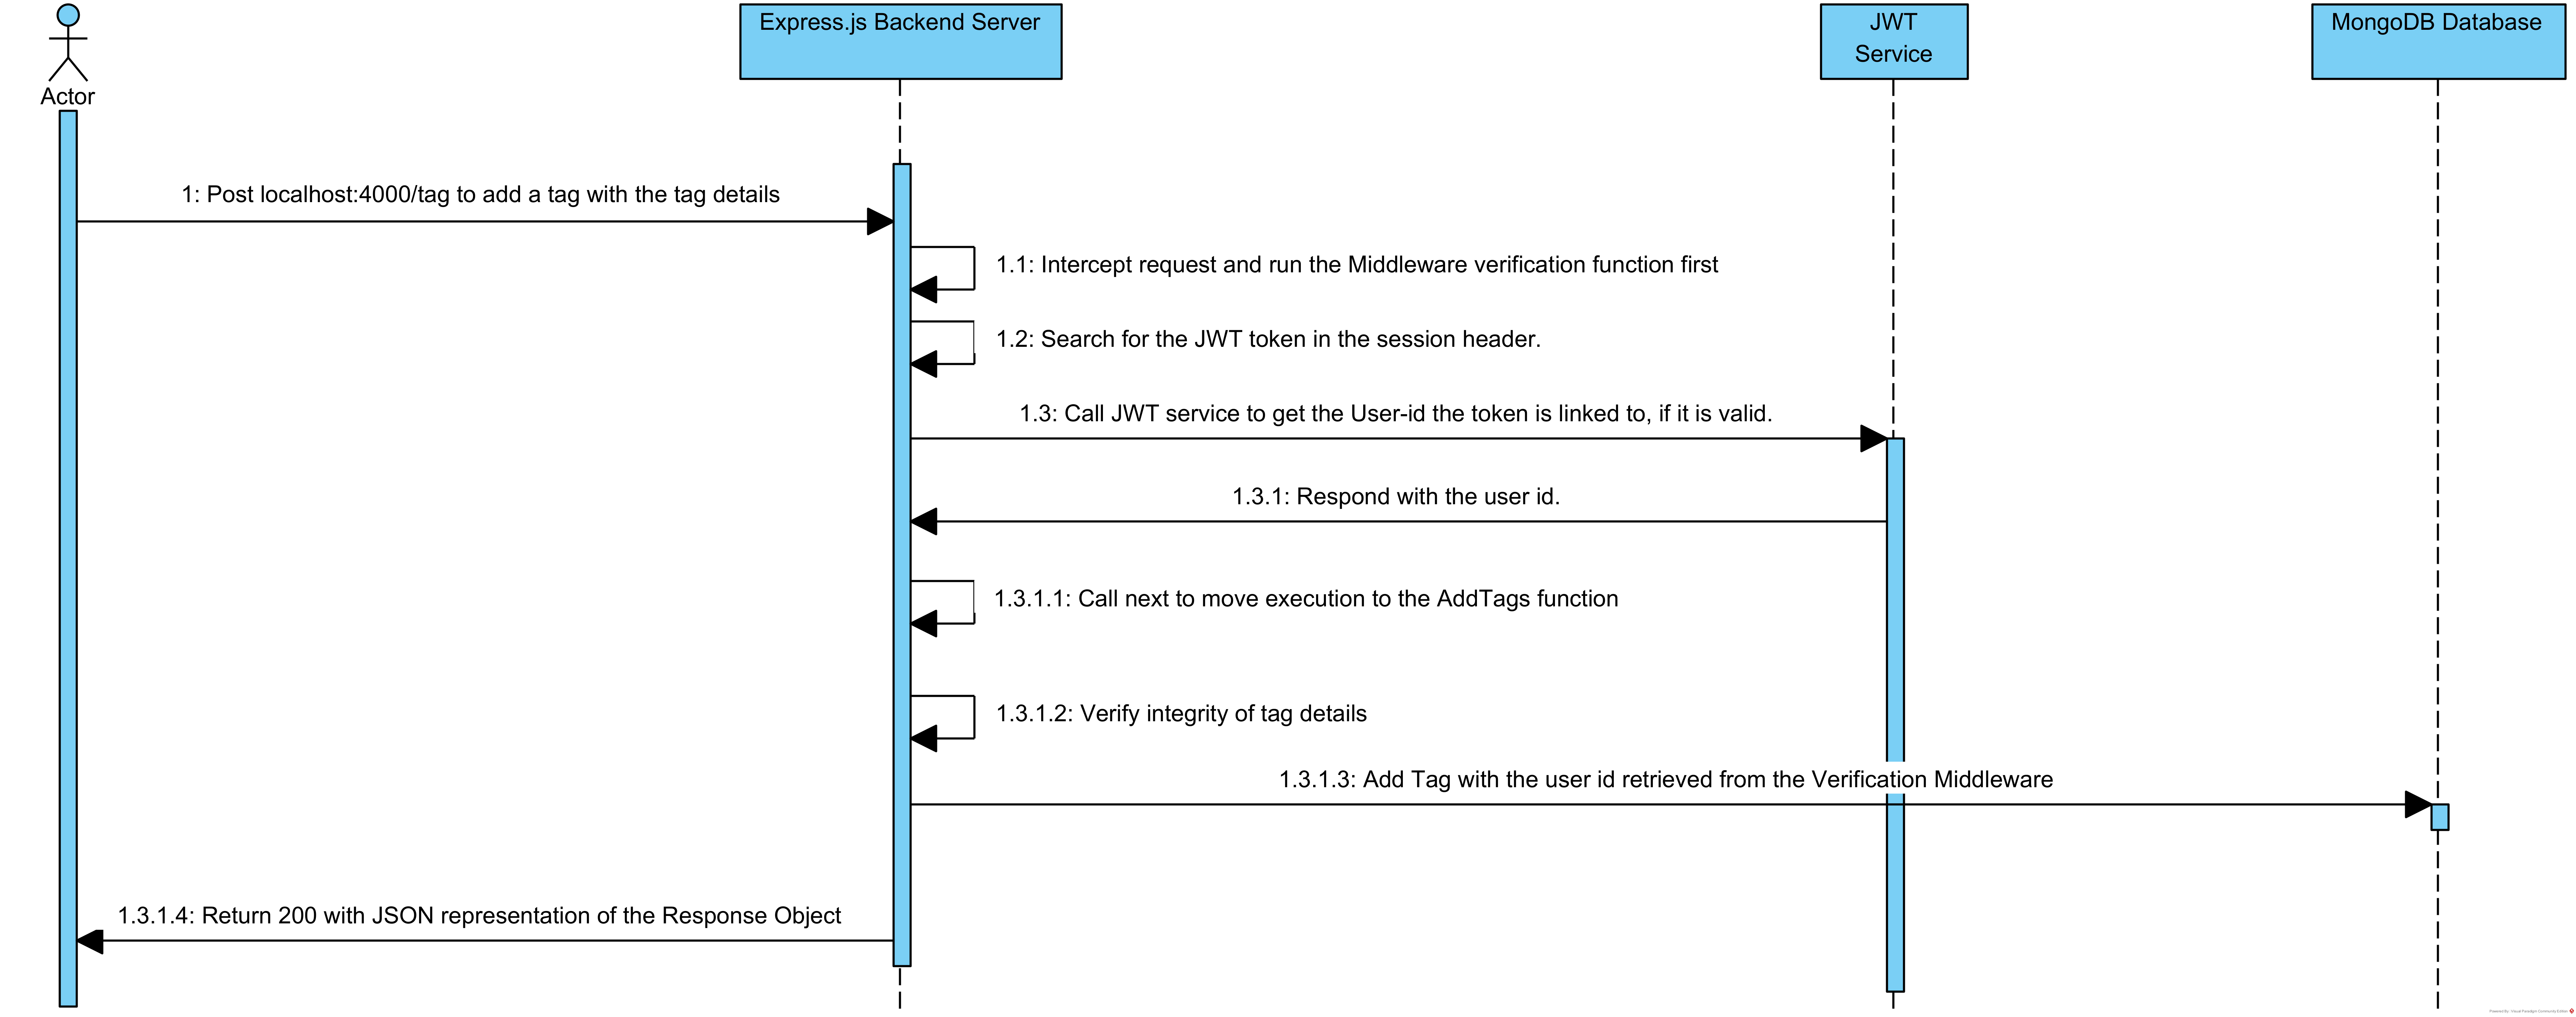 Actor
Express.js Backend Server
JWT
Service
MongoDB Database
1: Post localhost:4000/tag to add a tag with the tag details
1.1: Intercept request and run the Middleware verification function first
1.2: Search for the JWT token in the session header.
1.3: Call JWT service to get the User-id the token is linked to, if it is valid.
1.3.1: Respond with the user id.
1.3.1.1: Call next to move execution to the AddTags function
1.3.1.2: Verify integrity of tag details
1.3.1.3: Add Tag with the user id retrieved from the Verification Middleware
1.3.1.4: Return 200 with JSON representation of the Response Object
Powered By: Visual Paradigm Community Edition